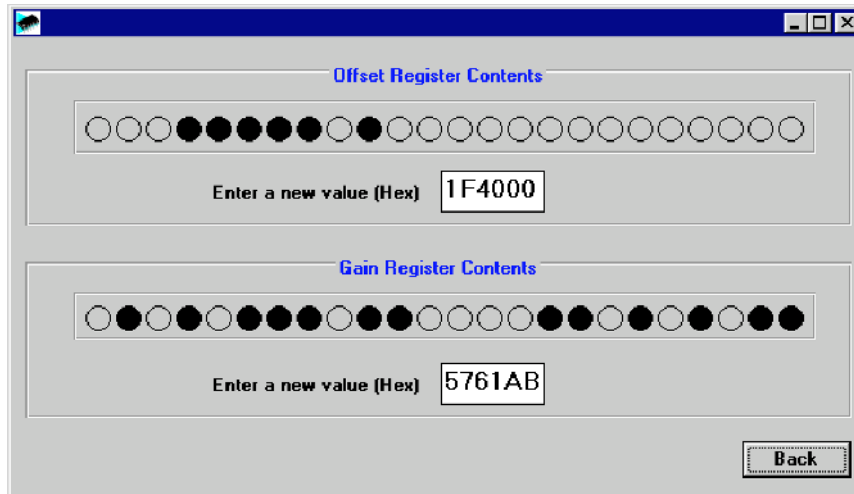 Offset Register Contents
Enter a new value (Hex) 1F4000
Gain Register Contents
Enter a new value (Hex) 5761AB
Back